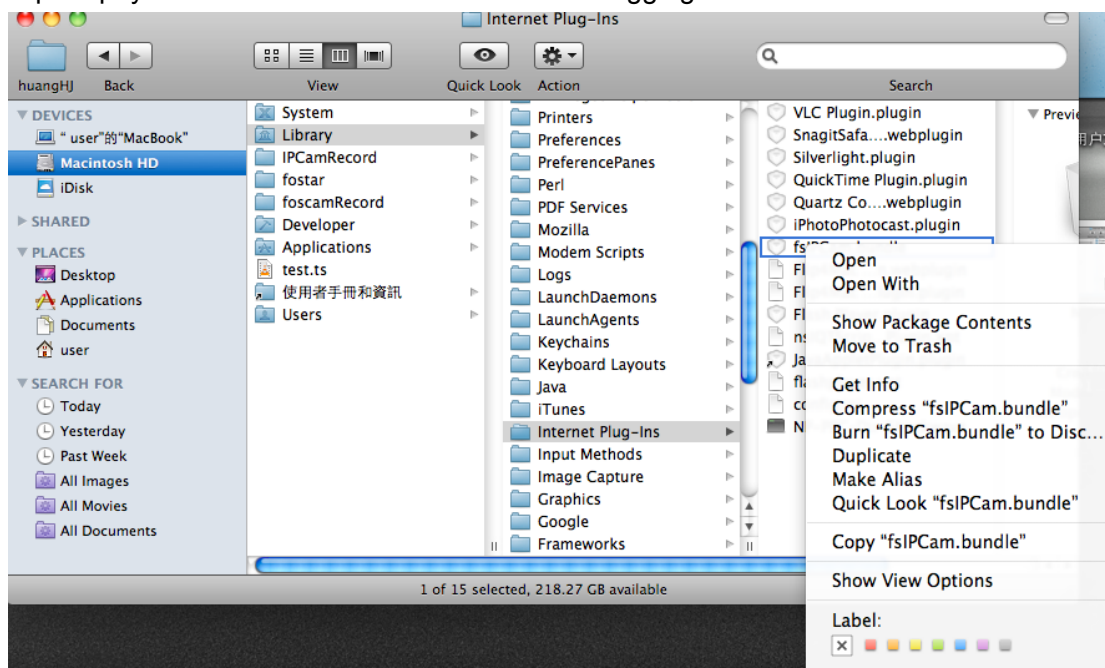 Internet Plug-Ins
huangHJ
Back
View
Quick Look
Action
Search
DEVICES
“ user”的“MacBook”
Macintosh HD
iDisk
SHARED
PLACES
Desktop
Applications
Documents
user
SEARCH FOR
Today
Yesterday
Past Week
All Images
All Movies
All Documents
System
Library
IPCamRecord
fostar
foscamRecord
Developer
Applications
test.ts
使用者手冊和資訊
Users
Printers
Preferences
PreferencePanes
Perl
PDF Services
Mozilla
Modem Scripts
Logs
LaunchDaemons
LaunchAgents
Keychains
Keyboard Layouts
Java
iTunes
Internet Plug-Ins
Input Methods
Image Capture
Graphics
Google
Frameworks
VLC Plugin.plugin
SnagitSafa....webplugin
Silverlight.plugin
QuickTime Plugin.plugin
Quartz Co....webplugin
iPhotoPhotocast.plugin
Open
Open With
Show Package Contents
Move to Trash
Get Info
Compress “fsIPCam.bundle”
Burn “fsIPCam.bundle” to Disc...
Duplicate
Make Alias
Quick Look “fsIPCam.bundle”
Copy “fsIPCam.bundle”
Show View Options
Label:
1 of 15 selected, 218.27 GB available